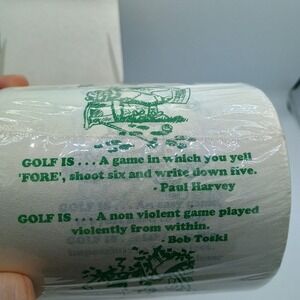 GOLF IS . . . A game in which you yell
'FORE', shoot six and write down five.
- Paul Harvey
GOLF IS . . . A non violent game played
violently from within.
- Bob Toski